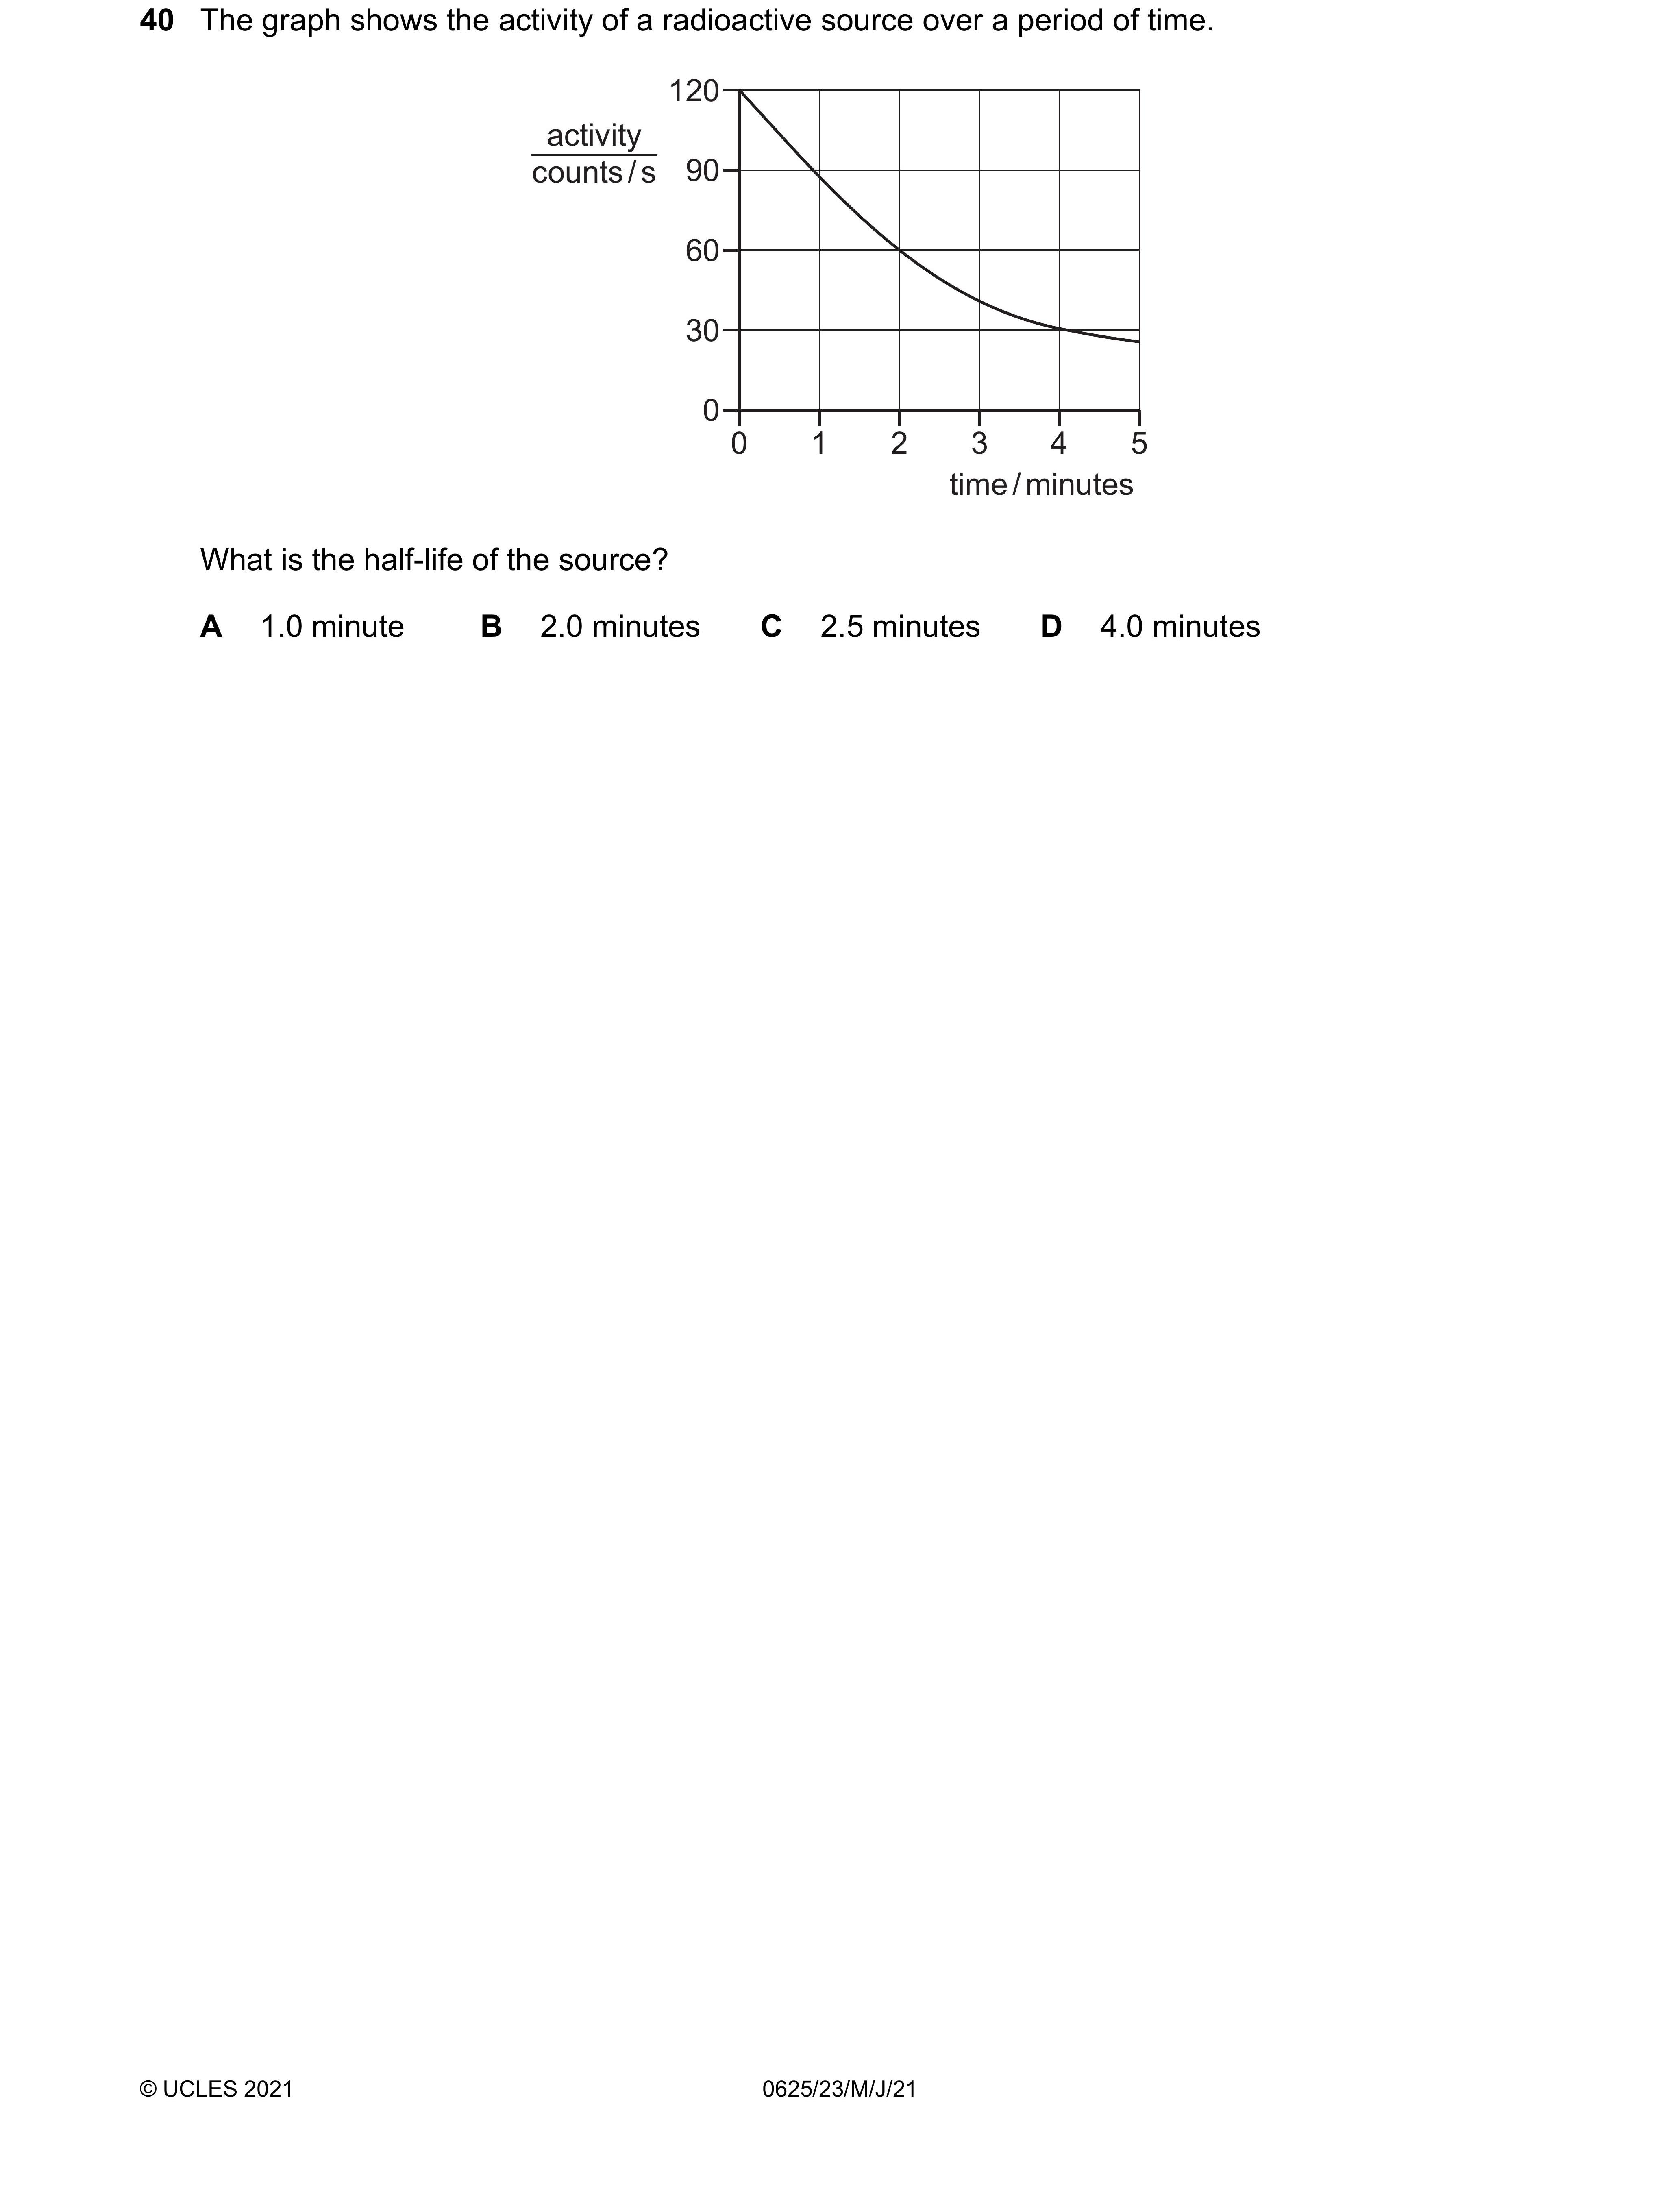 40 The graph shows the activity of a radioactive source over a period of time.
120
activity
counts / s
90
60
30
0
0 1 2 3 4 5
time / minutes
What is the half-life of the source?
A 1.0 minute B 2.0 minutes C 2.5 minutes D 4.0 minutes
© UCLES 2021 0625/23/M/J/21